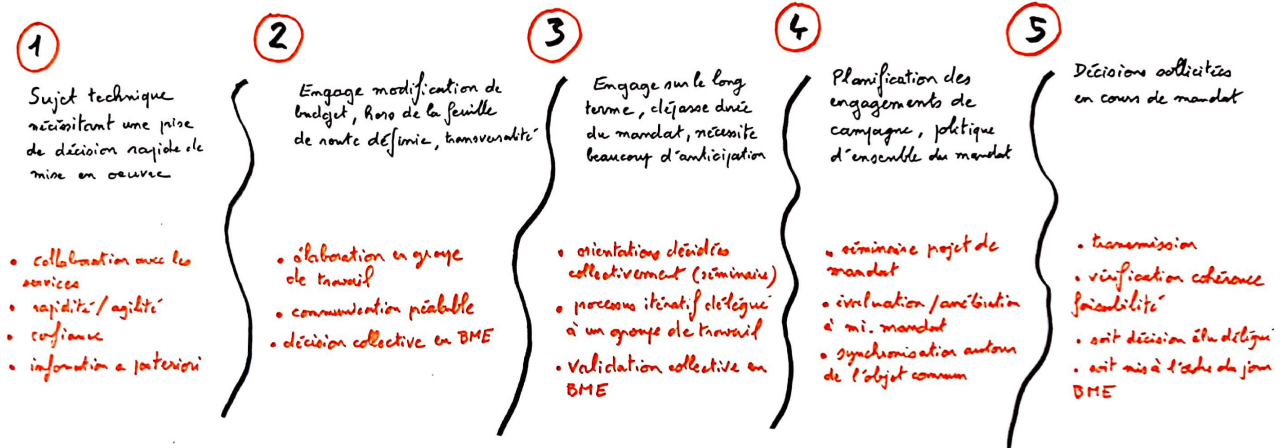 1
Sujet technique
nécésitant une prise
de décision rapide de
mise en oeuvre
• collaboration avec les
services
• rapidité / agilité
• confiance
• information a posteriori
2
Engage modification de
budget, hors de la feuille
de route définie, transversalité
• élaboration en groupe
de travail
• communication préalable
• décision collective en BME
3
Engage sur le long
terme, dépasse durée
du mandat, nécessite
beaucoup d'anticipation
• orientations décidées
collectivement (séminaire)
• processus itératif délégué
à un groupe de travail
• validation collective en
BME
4
Planification des
engagements de
campagne, politique
d'ensemble du mandat
• séminaire projet de
mandat
• évaluation /
à mi. mandat
• synchronisation autour
de l'objet commun
5
Décisions sollicitées
en cours de mandat
• transmission
• vérification cohérence
faisabilité
• soit décision élu délégué
• soit mis à l'ordre du jour
BME